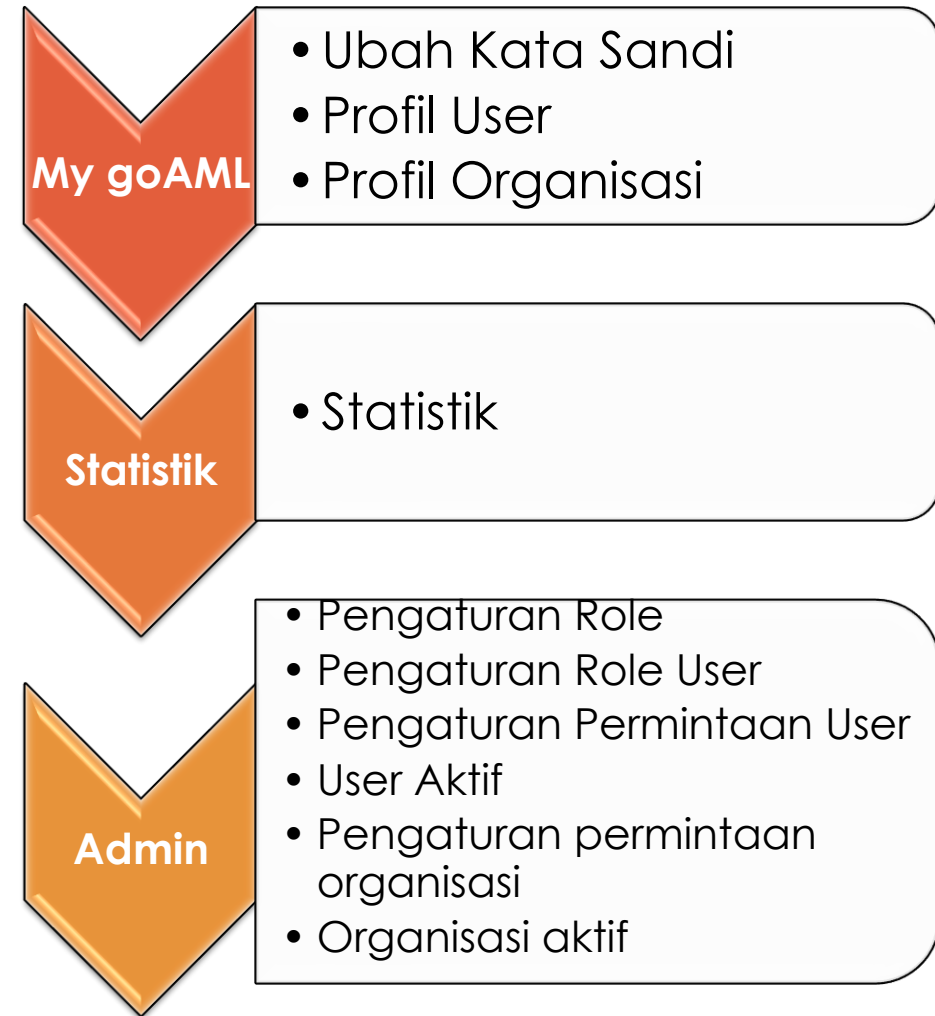 My goAML
• Ubah Kata Sandi
• Profil User
• Profil Organisasi
Statistik
• Statistik
Admin
• Pengaturan Role
• Pengaturan Role User
• Pengaturan Permintaan User
• User Aktif
• Pengaturan permintaan
organisasi
• Organisasi aktif